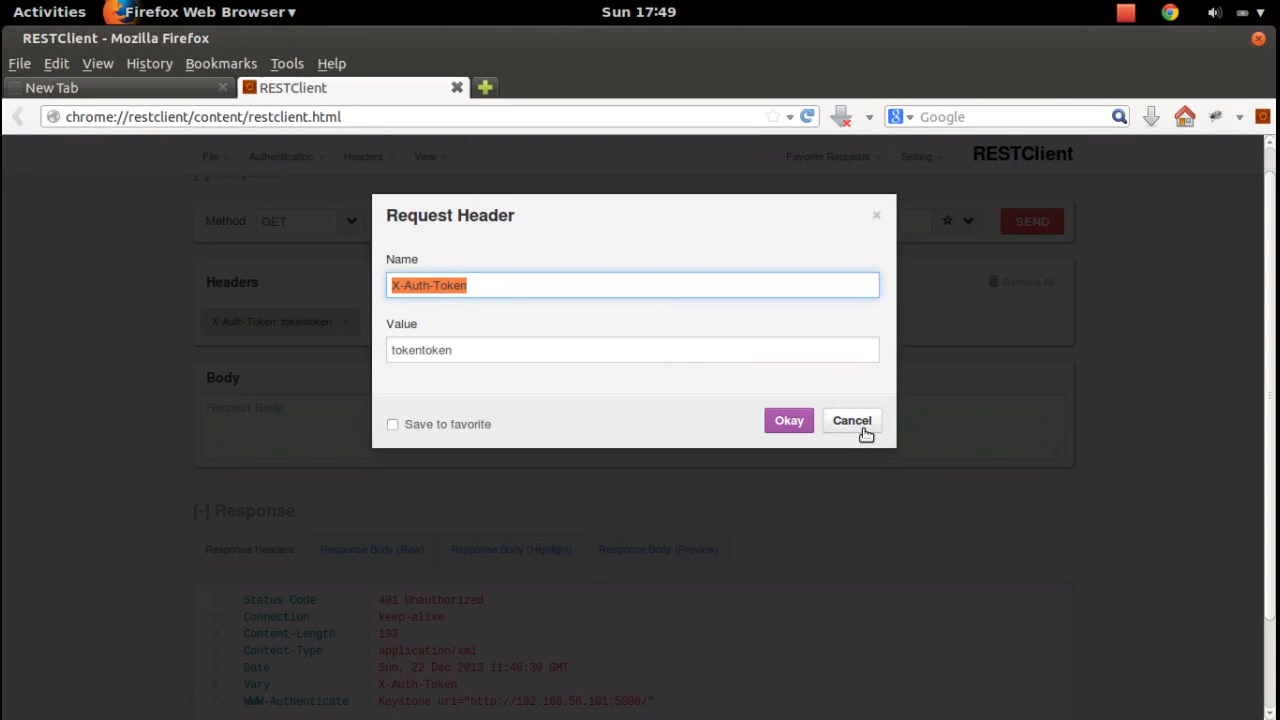 Activities Firefox Web Browser Sun 17:49
RESTClient - Mozilla Firefox
File Edit View History Bookmarks Tools Help
New Tab RESTClient
chrome://restclient/content/restclient.html Google
File Authentication Headers View Favorite Requests Setting RESTClient
Request Header
Method GET SEND
Name
Headers X-Auth-Token Remove All
Value
X-Auth-Token: tokentoken tokentoken
Body
Request Body Save to favorite Okay Cancel
[-] Response
Response Headers Response Body (Raw) Response Body (Highlight) Response Body (Preview)
1. Status Code : 401 Unauthorized
2. Connection : keep-alive
3. Content-Length : 193
4. Content-Type : application/xml
5. Date : Sun, 22 Dec 2013 11:46:30 GMT
6. Vary : X-Auth-Token
7. WWW-Authenticate : Keystone uri="http://192.168.56.101:5000/"